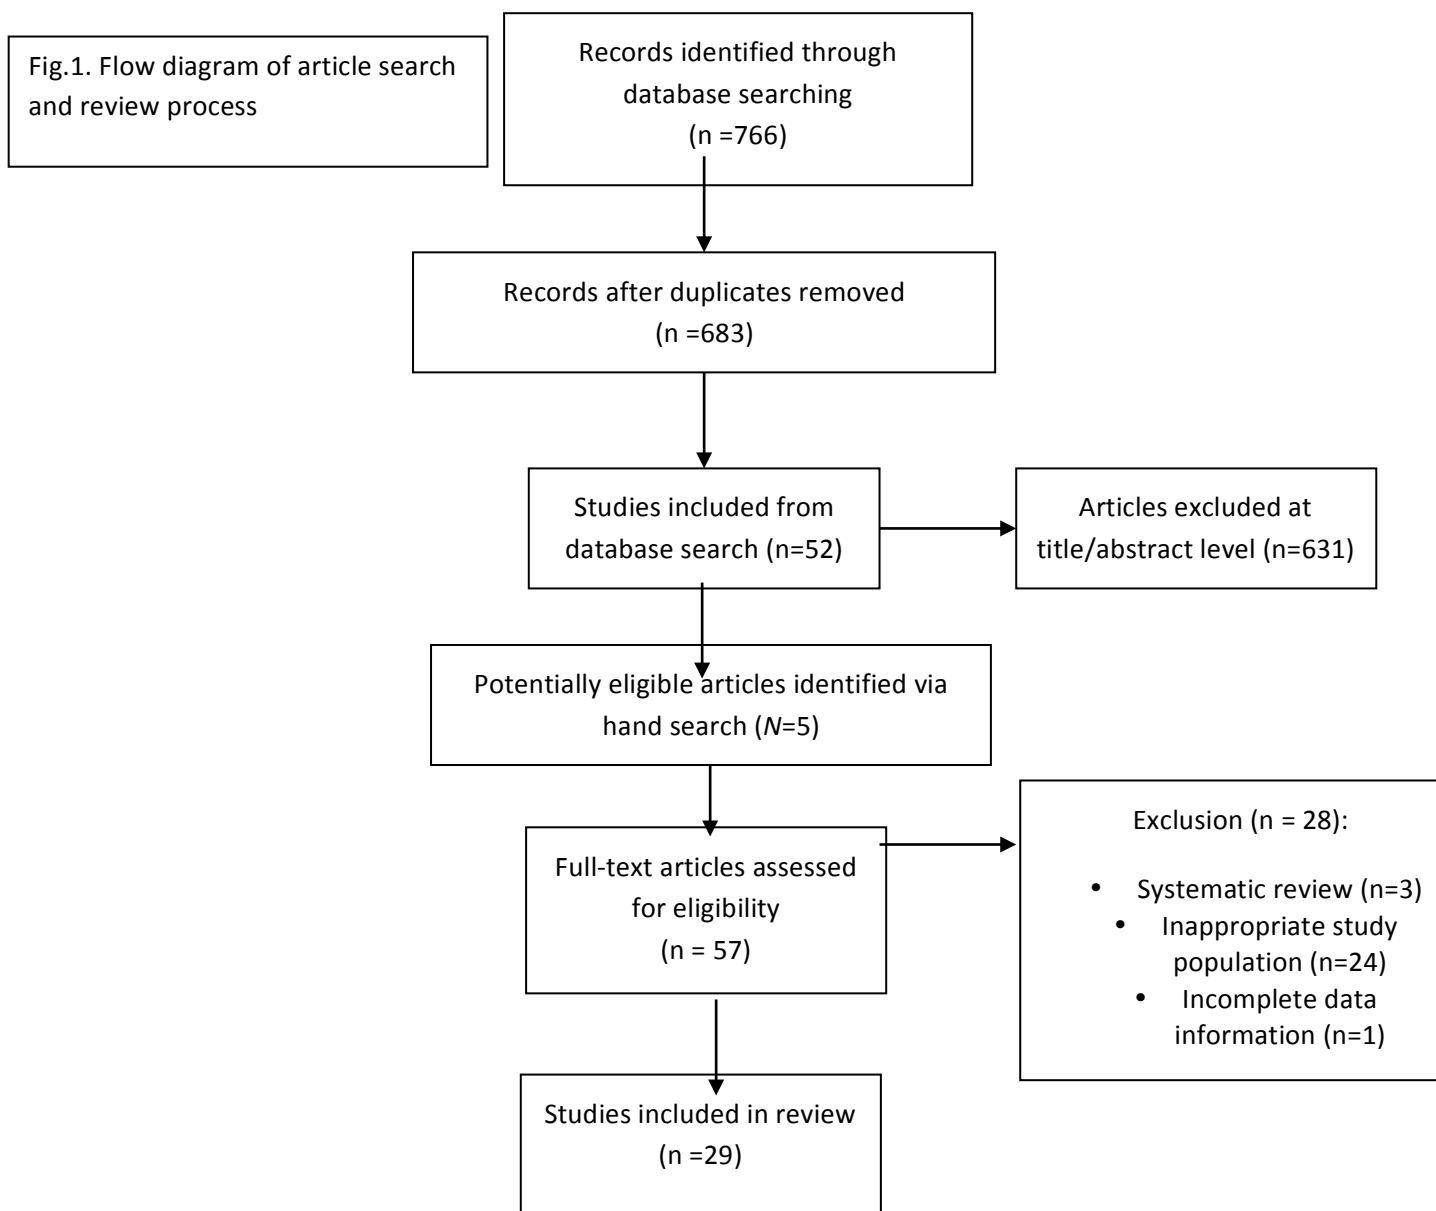 Fig.1. Flow diagram of article search
and review process
Records identified through
database searching
(n =766)
Records after duplicates removed
(n =683)
Studies included from
database search (n=52)
Articles excluded at
title/abstract level (n=631)
Potentially eligible articles identified via
hand search (N=5)
Full-text articles assessed
for eligibility
(n = 57)
Exclusion (n = 28):
• Systematic review (n=3)
• Inappropriate study
population (n=24)
• Incomplete data
information (n=1)
Studies included in review
(n =29)